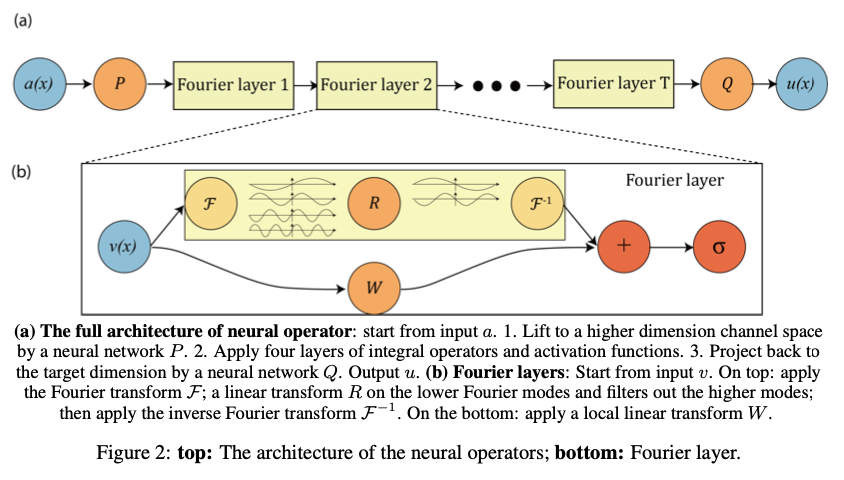 (a)
a(x) P Fourier layer 1 Fourier layer 2 Fourier layer T Q u(x)
(b)
Fourier layer
ℱ R ℱ⁻¹
v(x) + σ
W
(a) The full architecture of neural operator: start from input a. 1. Lift to a higher dimension channel space
by a neural network P. 2. Apply four layers of integral operators and activation functions. 3. Project back to
the target dimension by a neural network Q. Output u. (b) Fourier layers: Start from input v. On top: apply
the Fourier transform ℱ; a linear transform R on the lower Fourier modes and filters out the higher modes;
then apply the inverse Fourier transform ℱ⁻¹. On the bottom: apply a local linear transform W.
Figure 2: top: The architecture of the neural operators; bottom: Fourier layer.